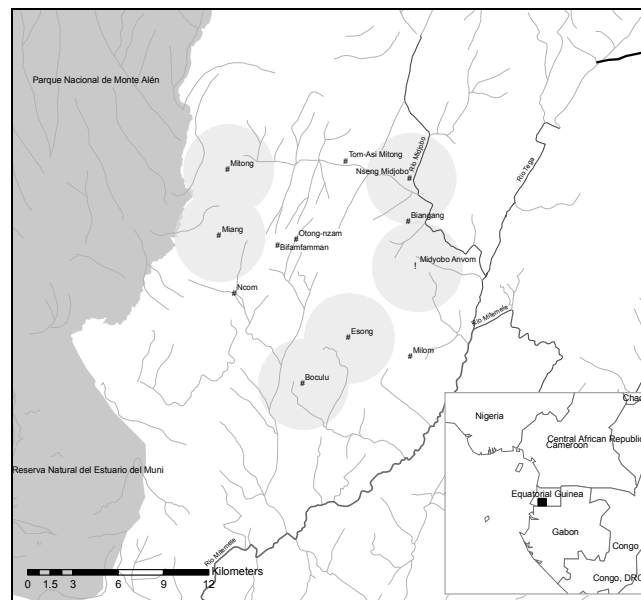 Parque Nacional de Monte Alén
Mitong
Tom-Asi Mitong
Nseng Midjobo
Río Midjobo
Río Tega
Miang
Otong-nzam
Bifamfamman
Biangang
Midyobo Anvom
Ncom
Esong
Río Mitemele
Milom
Boculu
Reserva Natural del Estuario del Muni
Río Mitemele
Kilometers
0 1.5 3 6 9 12
Nigeria
Chad
Central African Republic
Cameroon
Equatorial Guinea
Gabon
Congo
Congo, DRC